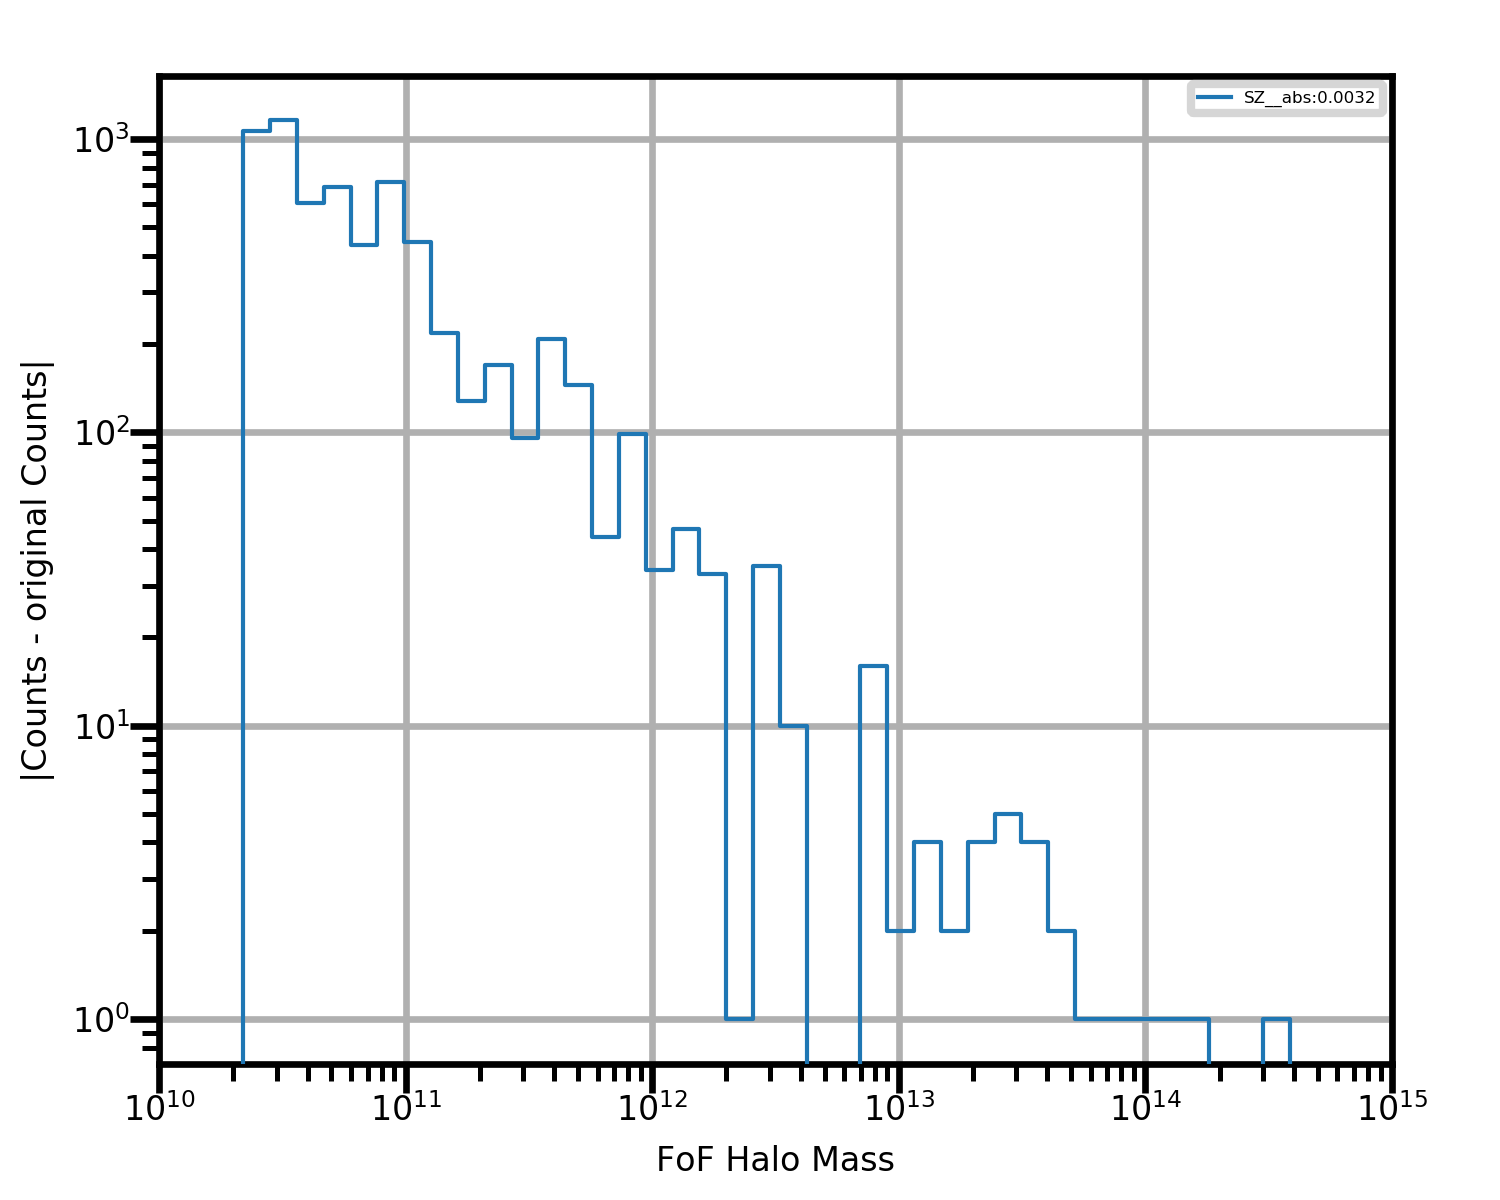 SZ__abs:0.0032
10³
10²
10¹
10⁰
|Counts - original Counts|
10¹⁰ 10¹¹ 10¹² 10¹³ 10¹⁴ 10¹⁵
FoF Halo Mass